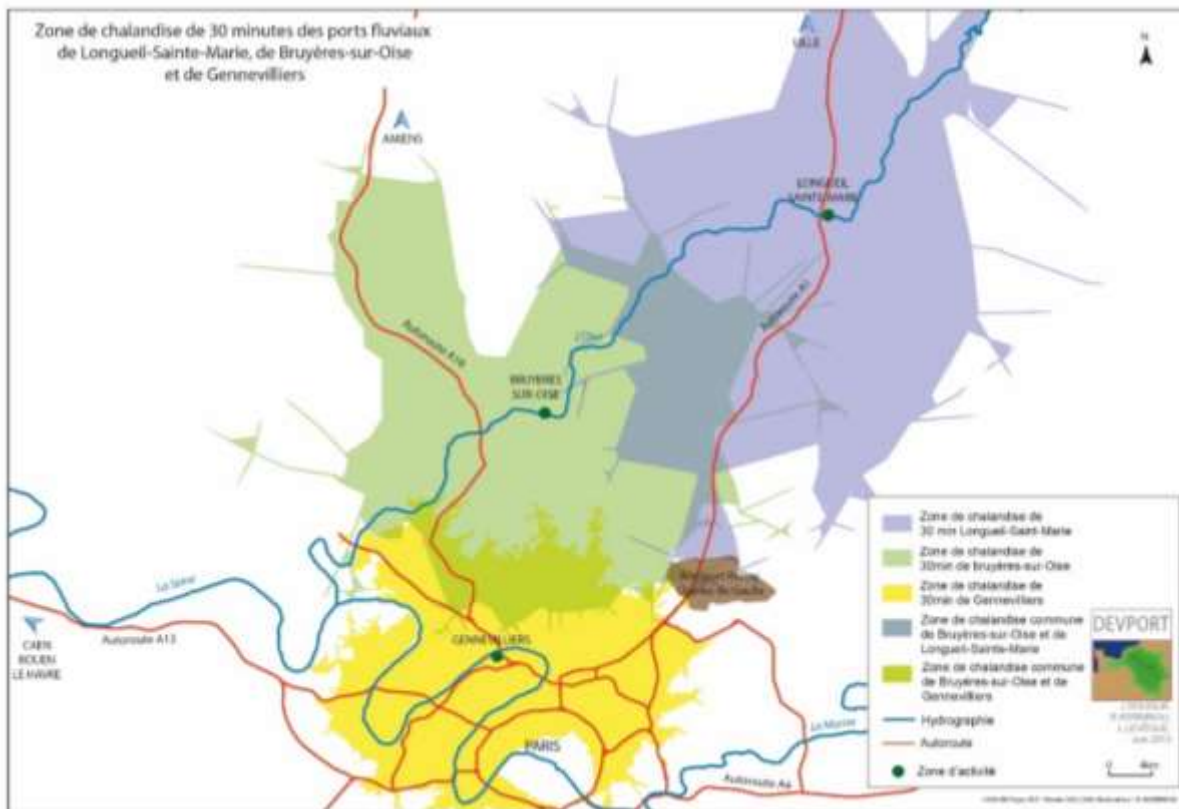 Zone de chalandise de 30 minutes des ports fluviaux
de Longueil-Sainte-Marie, de Bruyères-sur-Oise
et de Gennevilliers
N
LILLE
AMIENS
LONGUEIL
SAINTE-MARIE
Autoroute A1
Autoroute A16
L'Oise
BRUYERES
SUR-OISE
La Seine
Autoroute A13
CAEN
ROUEN
LE HAVRE
GENNEVILLIERS
PARIS
La Marne
Autoroute A4
Zone de chalandise de
30 min Longueil-Saint-Marie
Zone de chalandise de
30min de bruyères-sur-Oise
Zone de chalandise de
30min de Gennevilliers
Zone de chalandise commune
de Bruyères-sur-Oise et de
Longueil-Sainte-Marie
Zone de chalandise commune
de Bruyères-sur-Oise et de
Gennevilliers
Hydrographie
Autoroute
Zone d'activité
DEVPORT
0 4km